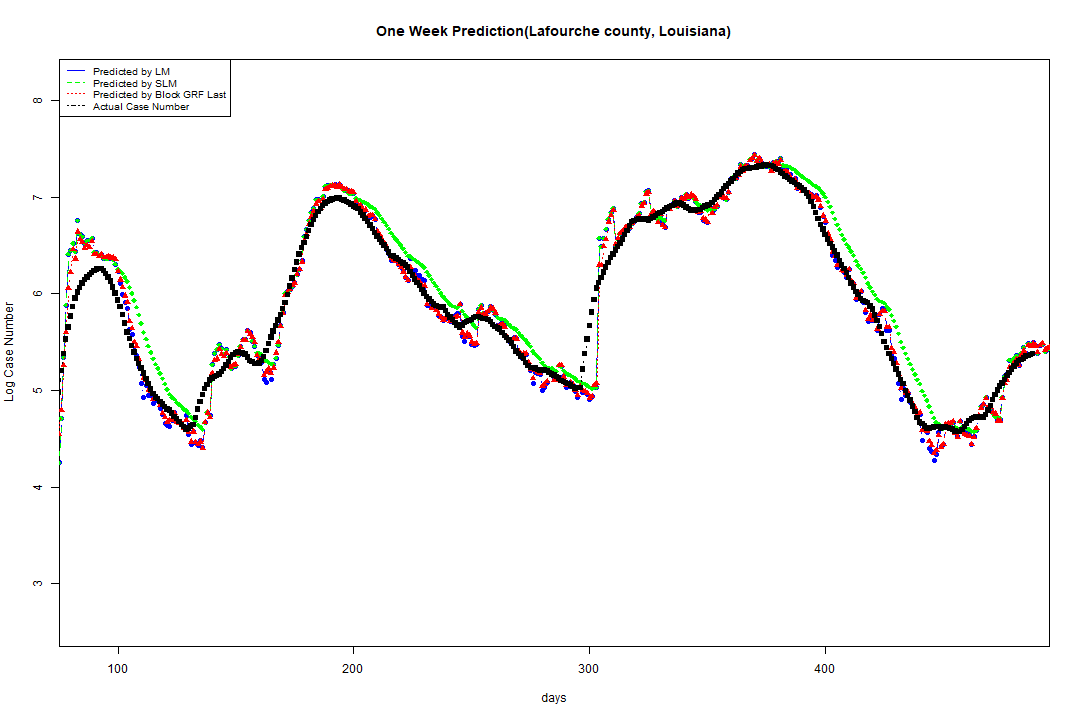 One Week Prediction(Lafourche county, Louisiana)
Predicted by LM
Predicted by SLM
Predicted by Block GRF Last
Actual Case Number
8
7
6
5
4
3
Log Case Number
100
200
300
400
days